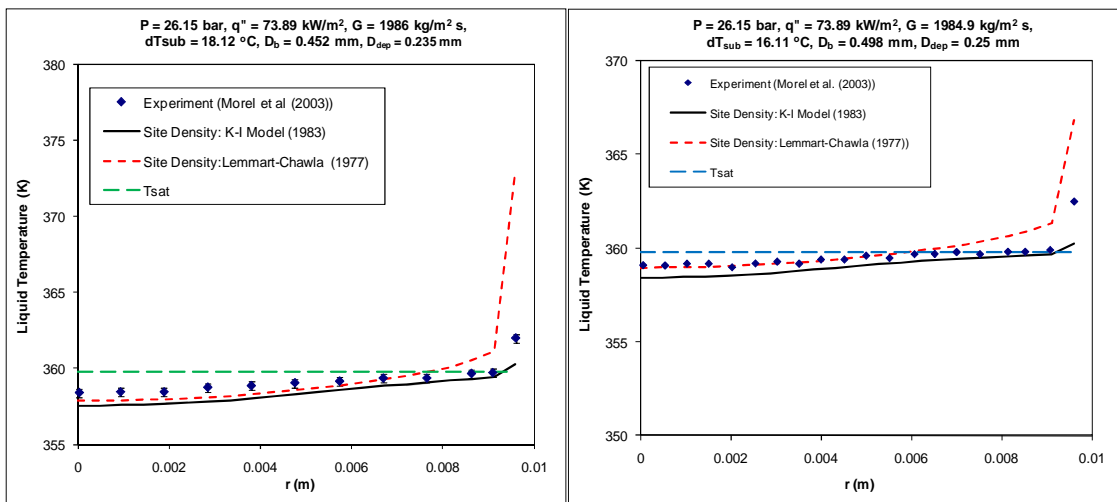 P = 26.15 bar, q" = 73.89 kW/m², G = 1986 kg/m² s,
dTsub = 18.12 °C, D_b = 0.452 mm, D_dep = 0.235 mm
380
375
370
365
360
355
Liquid Temperature (K)
Experiment (Morel et al (2003))
Site Density: K-I Model (1983)
Site Density:Lemmart-Chawla (1977)
Tsat
0
0.002
0.004
0.006
0.008
0.01
r (m)
P = 26.15 bar, q" = 73.89 kW/m², G = 1984.9 kg/m² s,
dT_sub = 16.11 °C, D_b = 0.498 mm, D_dep = 0.25 mm
370
365
360
355
350
Liquid Temperature (K)
Experiment (Morel et al. (2003))
Site Density: K-I Model (1983)
Site Density: Lemmart-Chawla (1977))
Tsat
0
0.002
0.004
0.006
0.008
0.01
r (m)